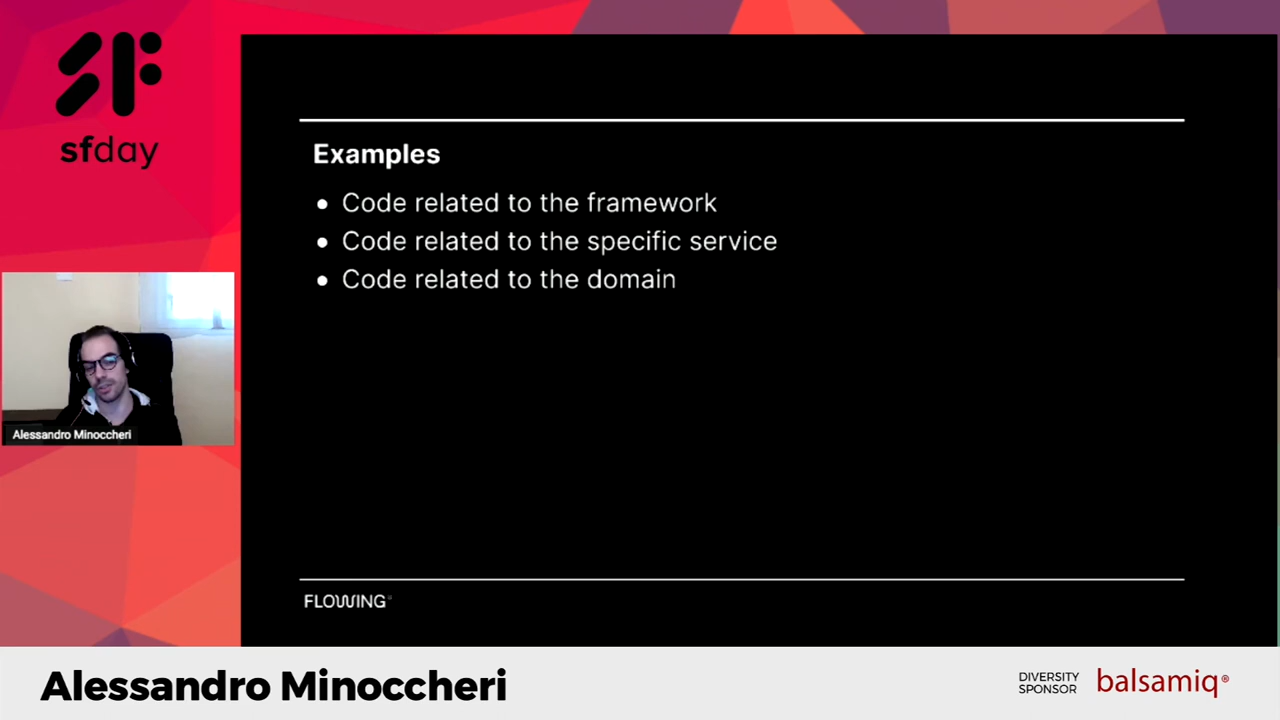 sfday
Examples
Code related to the framework
Code related to the specific service
Code related to the domain
Alessandro Minoccheri
FLOWING
Alessandro Minoccheri
DIVERSITY
SPONSOR
balsamiq®